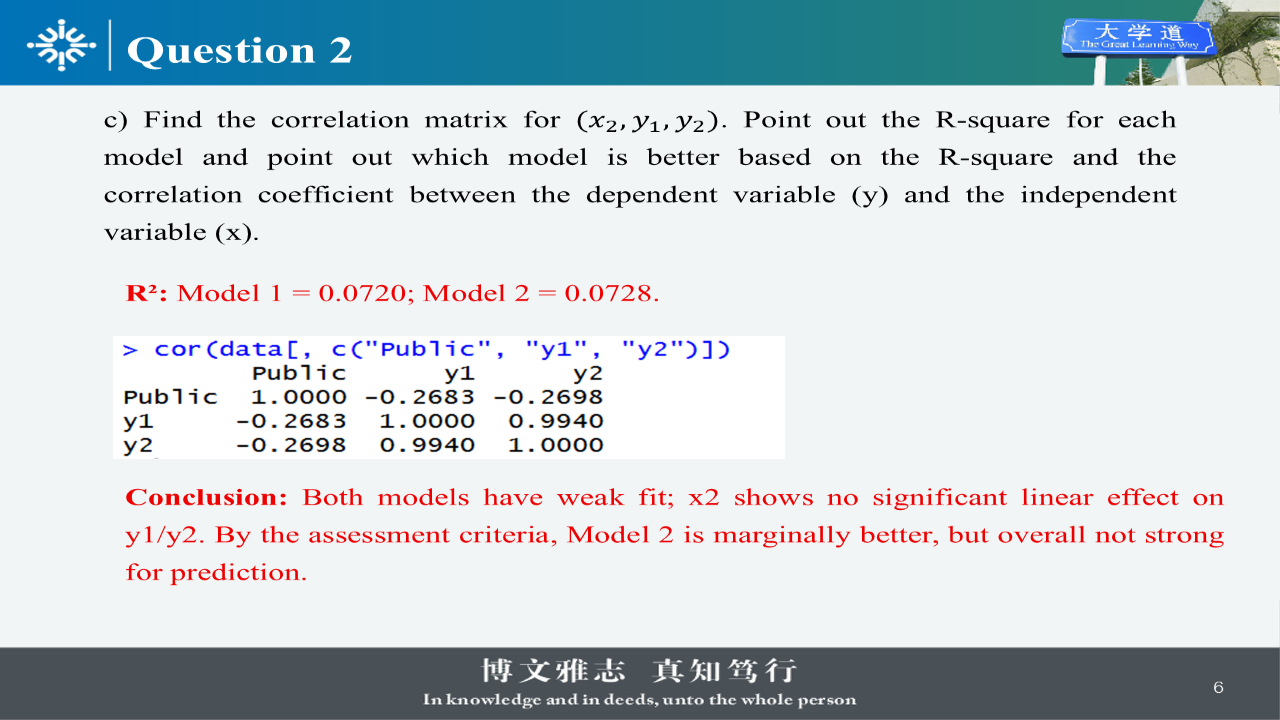 Question 2
大学道
The Great Learning Way
c) Find the correlation matrix for (𝑥₂, 𝑦₁, 𝑦₂). Point out the R-square for each
model and point out which model is better based on the R-square and the
correlation coefficient between the dependent variable (y) and the independent
variable (x).
R²: Model 1 = 0.0720; Model 2 = 0.0728.
> cor(data[, c("Public", "y1", "y2")])
Public y1 y2
Public 1.0000 -0.2683 -0.2698
y1 -0.2683 1.0000 0.9940
y2 -0.2698 0.9940 1.0000
Conclusion: Both models have weak fit; x2 shows no significant linear effect on
y1/y2. By the assessment criteria, Model 2 is marginally better, but overall not strong
for prediction.
博文雅志 真知笃行
In knowledge and in deeds, unto the whole person
6